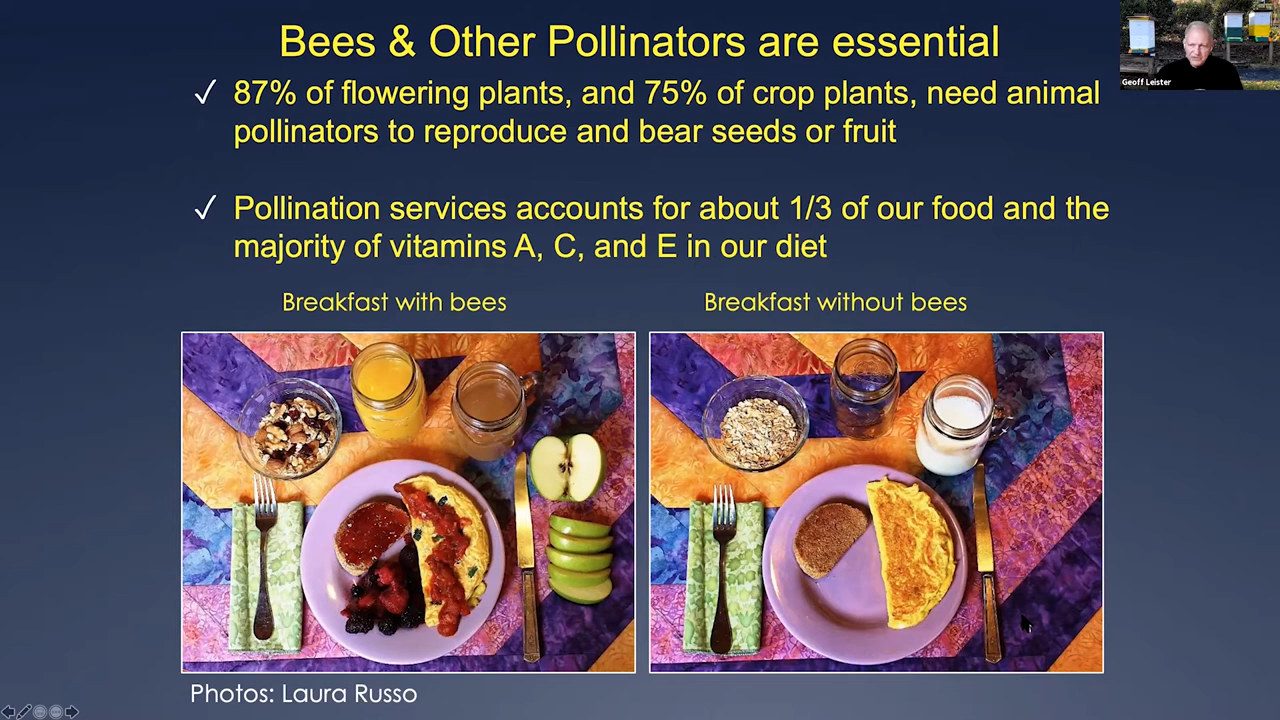 Bees & Other Pollinators are essential
Geoff Leister
✓ 87% of flowering plants, and 75% of crop plants, need animal
pollinators to reproduce and bear seeds or fruit
✓ Pollination services accounts for about 1/3 of our food and the
majority of vitamins A, C, and E in our diet
Breakfast with bees
Breakfast without bees
Photos: Laura Russo